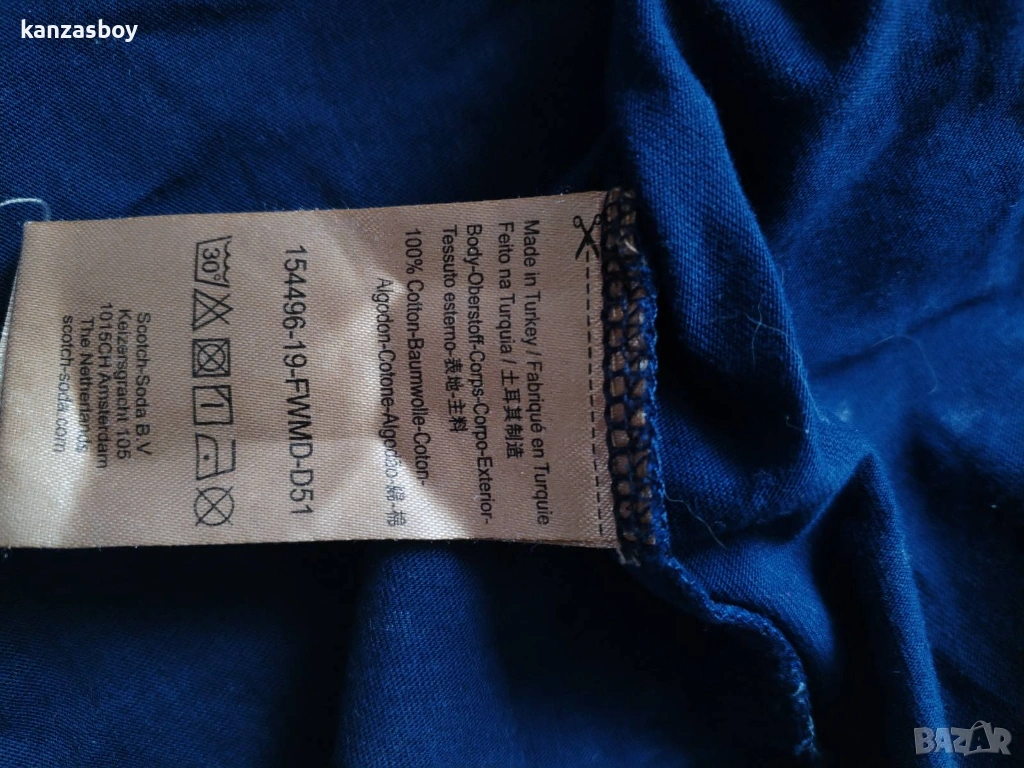 kanzasboy
Made in Turkey / Fabriqué en Turquie
Feito na Turquia / 土耳其制造
Body-Oberstoff-Corps-Corpo-Exterior-
Tessuto esterno-表地-主料
100% Cotton-Baumwolle-Coton-
Algodon-Cotone-Algodão-綿-棉
154496-19-FWMD-D51
30°
Scotch-Soda B.V
Keizersgracht 105
1015CH Amsterdam
The Netherlands
scotch-soda.com
BAZAR